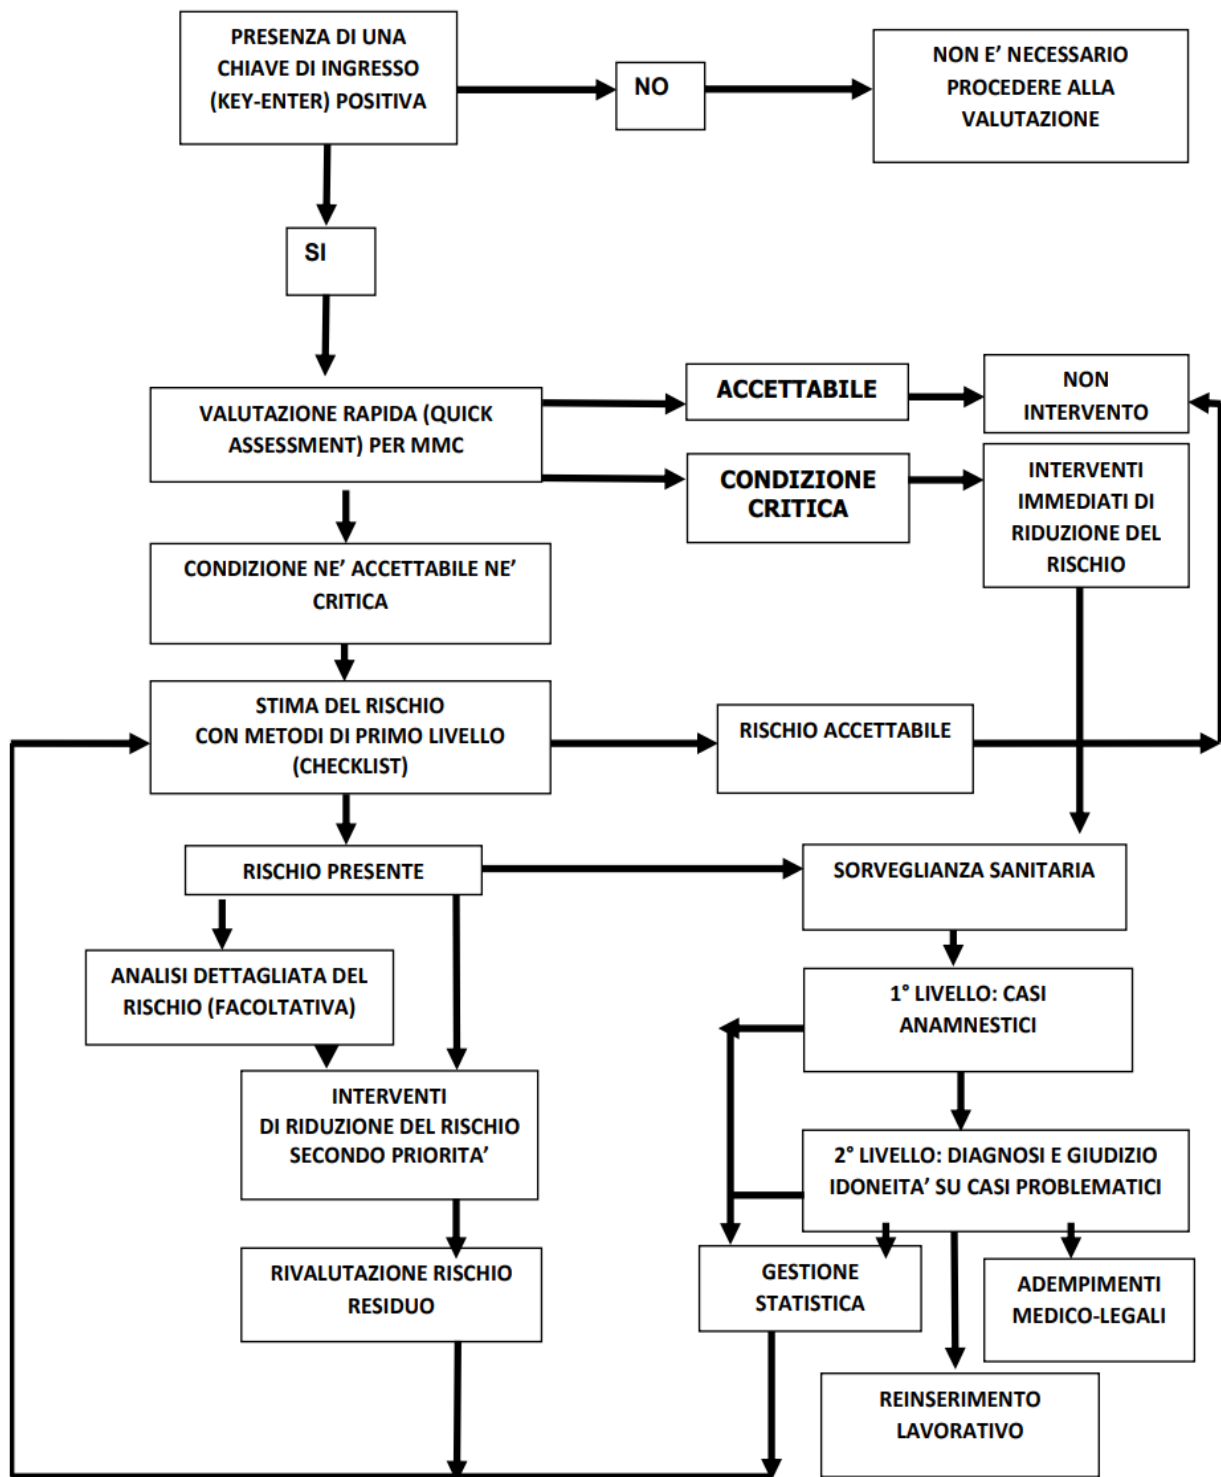 PRESENZA DI UNA
CHIAVE DI INGRESSO
(KEY-ENTER) POSITIVA
NO
NON E’ NECESSARIO
PROCEDERE ALLA
VALUTAZIONE
SI
VALUTAZIONE RAPIDA (QUICK
ASSESSMENT) PER MMC
ACCETTABILE
NON
INTERVENTO
CONDIZIONE
CRITICA
INTERVENTI
IMMEDIATI DI
RIDUZIONE DEL
RISCHIO
CONDIZIONE NE’ ACCETTABILE NE’
CRITICA
STIMA DEL RISCHIO
CON METODI DI PRIMO LIVELLO
(CHECKLIST)
RISCHIO ACCETTABILE
RISCHIO PRESENTE
SORVEGLIANZA SANITARIA
ANALISI DETTAGLIATA DEL
RISCHIO (FACOLTATIVA)
1° LIVELLO: CASI
ANAMNESTICI
INTERVENTI
DI RIDUZIONE DEL RISCHIO
SECONDO PRIORITA’
2° LIVELLO: DIAGNOSI E GIUDIZIO
IDONEITA’ SU CASI PROBLEMATICI
RIVALUTAZIONE RISCHIO
RESIDUO
GESTIONE
STATISTICA
ADEMPIMENTI
MEDICO-LEGALI
REINSERIMENTO
LAVORATIVO